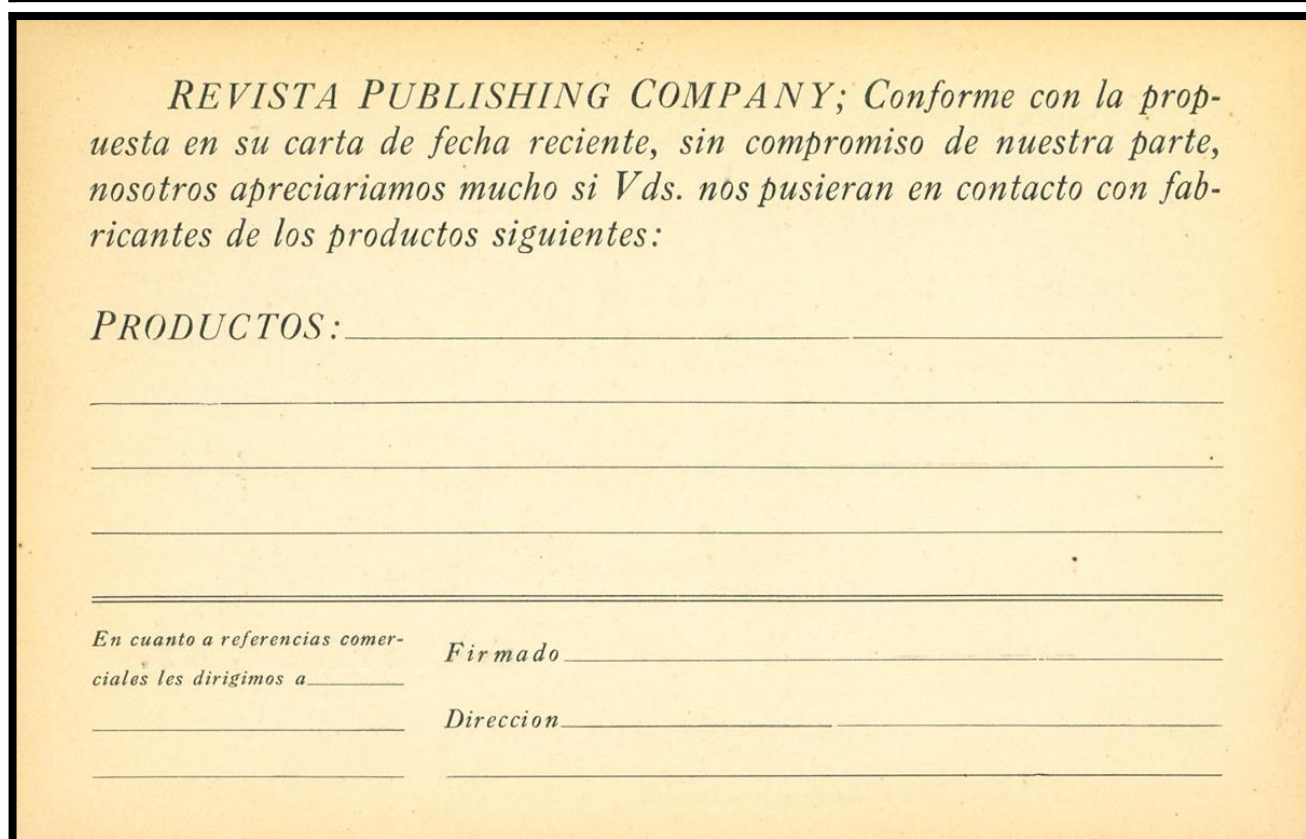 REVISTA PUBLISHING COMPANY; Conforme con la prop-
uesta en su carta de fecha reciente, sin compromiso de nuestra parte,
nosotros apreciariamos mucho si Vds. nos pusieran en contacto con fab-
ricantes de los productos siguientes:
PRODUCTOS:
En cuanto a referencias comer-
ciales les dirigimos a
Firmado
Direccion